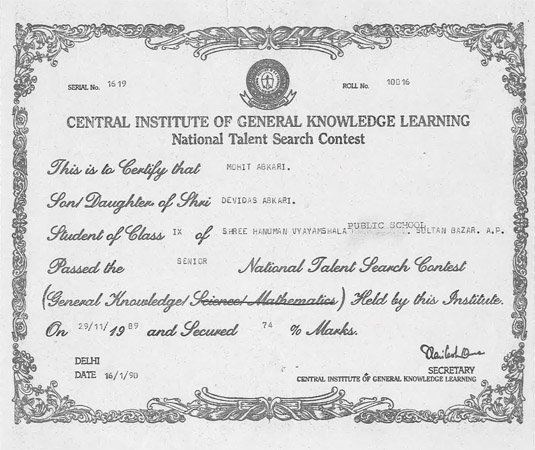 SERIAL No. 1619 ROLL No. 10016
CENTRAL INSTITUTE OF GENERAL KNOWLEDGE LEARNING
National Talent Search Contest
This is to Certify that MOHIT ABKARI.
Son/Daughter of Shri DEVIDAS ABKARI.
Student of Class IX of SHREE HANUMAN VYAYAMSHALA PUBLIC SCHOOL. SULTAN BAZAR. A.P.
Passed the SENIOR National Talent Search Contest
(General Knowledge/Science/Mathematics) Held by this Institute.
On 29/11/1989 and Secured 74 % Marks.
DELHI
DATE 16/1/90
SECRETARY
CENTRAL INSTITUTE OF GENERAL KNOWLEDGE LEARNING